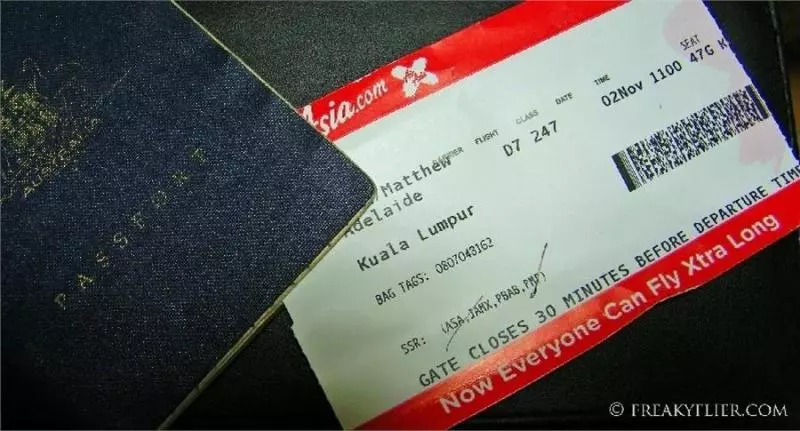 AUSTRALIA
PASSPORT
Asia.com
FLIGHT CLASS DATE TIME SEAT
Matthew D7 247 02Nov 1100 47G K
Adelaide
Kuala Lumpur
BAG TAGS: 0807043162
SSR: (ASA,JAMX,PBAB,PMP)
GATE CLOSES 30 MINUTES BEFORE DEPARTURE TIME
Now Everyone Can Fly Xtra Long
© FREAKYFLIER.COM